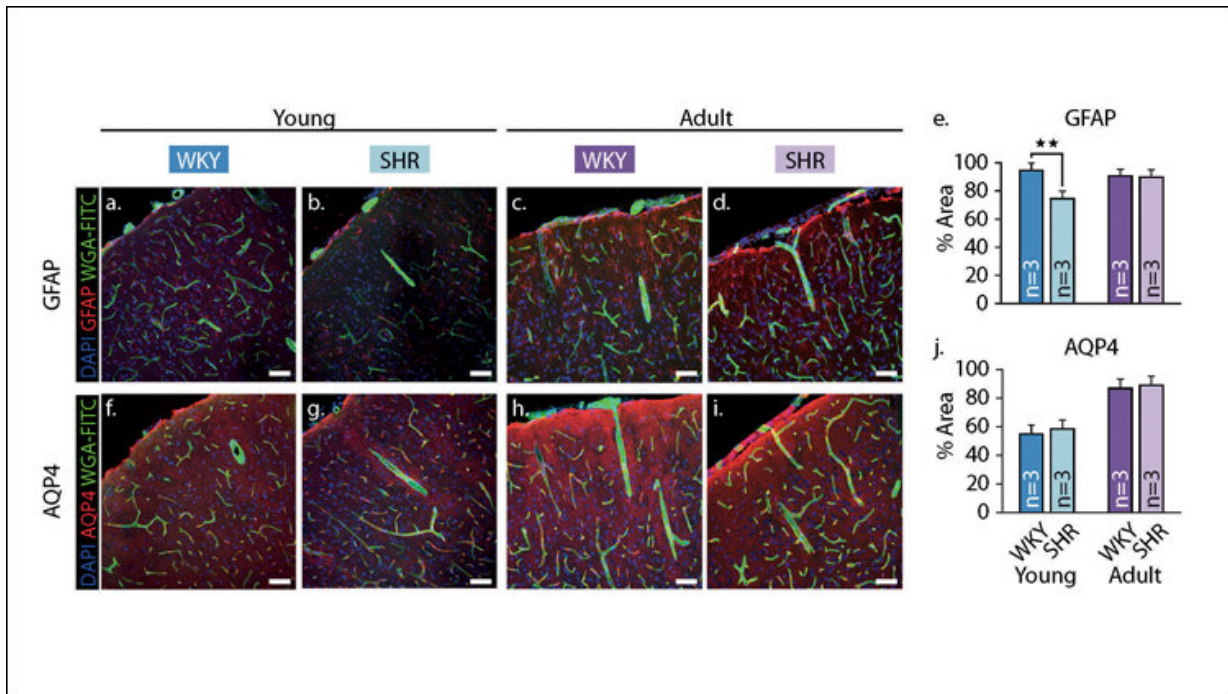 Young
Adult
WKY
SHR
WKY
SHR
GFAP
DAPI GFAP WGA-FITC
a.
b.
c.
d.
AQP4
DAPI AQP4 WGA-FITC
f.
g.
h.
i.
e.
GFAP
% Area
100
80
60
40
20
0
★★
n=3
n=3
n=3
n=3
j.
AQP4
% Area
100
80
60
40
20
0
n=3
n=3
n=3
n=3
WKY
SHR
WKY
SHR
Young
Adult